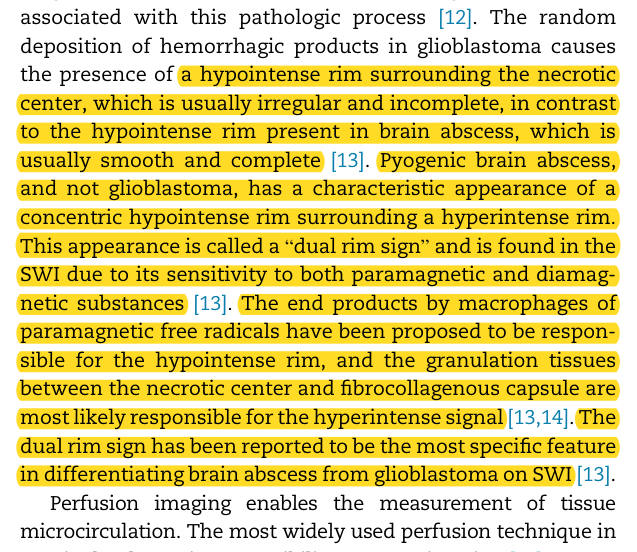 associated with this pathologic process [12]. The random
deposition of hemorrhagic products in glioblastoma causes
the presence of a hypointense rim surrounding the necrotic
center, which is usually irregular and incomplete, in contrast
to the hypointense rim present in brain abscess, which is
usually smooth and complete [13]. Pyogenic brain abscess,
and not glioblastoma, has a characteristic appearance of a
concentric hypointense rim surrounding a hyperintense rim.
This appearance is called a “dual rim sign” and is found in the
SWI due to its sensitivity to both paramagnetic and diamag-
netic substances [13]. The end products by macrophages of
paramagnetic free radicals have been proposed to be respon-
sible for the hypointense rim, and the granulation tissues
between the necrotic center and fibrocollagenous capsule are
most likely responsible for the hyperintense signal [13,14]. The
dual rim sign has been reported to be the most specific feature
in differentiating brain abscess from glioblastoma on SWI [13].
Perfusion imaging enables the measurement of tissue
microcirculation. The most widely used perfusion technique in